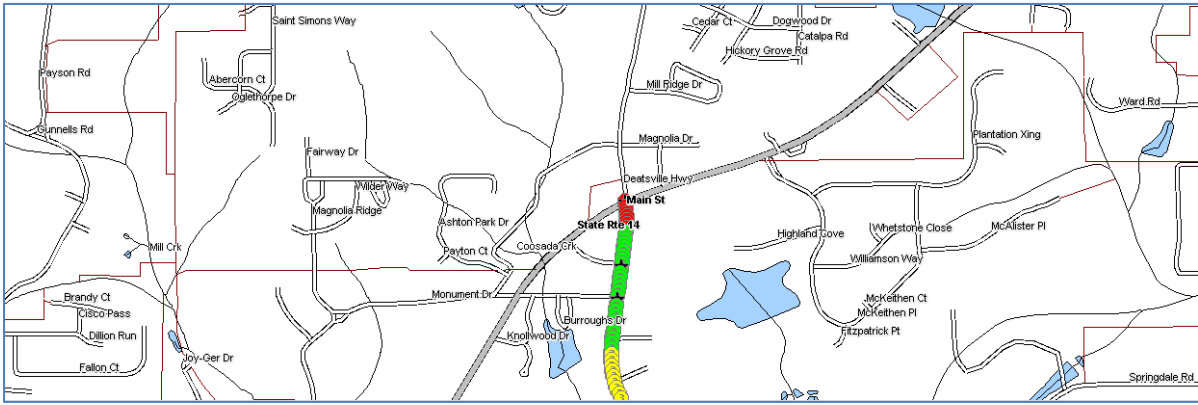 Saint Simons Way
Cedar Ct
Dogwood Dr
Catalpa Rd
Hickory Grove Rd
Payson Rd
Abercorn Ct
Oglethorpe Dr
Mill Ridge Dr
Ward Rd
Gunnells Rd
Plantation Xing
Magnolia Dr
Fairway Dr
Deatsville Hwy
Wilder Way
Main St
Magnolia Ridge
Ashton Park Dr
State Rte 14
McAlister Pl
Whetstone Close
Highland Cove
Mill Crk
Coosada Crk
Payton Ct
Williamson Way
Monument Dr
Brandy Ct
McKeithen Ct
Cisco Pass
McKeithen Pl
Burroughs Dr
Dillion Run
Knollwood Dr
Fitzpatrick Pt
Joy-Ger Dr
Fallon Ct
Springdale Rd